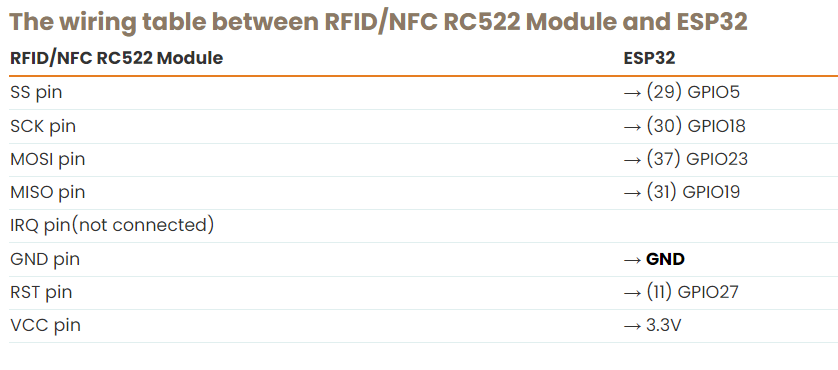 The wiring table between RFID/NFC RC522 Module and ESP32
RFID/NFC RC522 Module ESP32
SS pin → (29) GPIO5
SCK pin → (30) GPIO18
MOSI pin → (37) GPIO23
MISO pin → (31) GPIO19
IRQ pin(not connected)
GND pin → GND
RST pin → (11) GPIO27
VCC pin → 3.3V